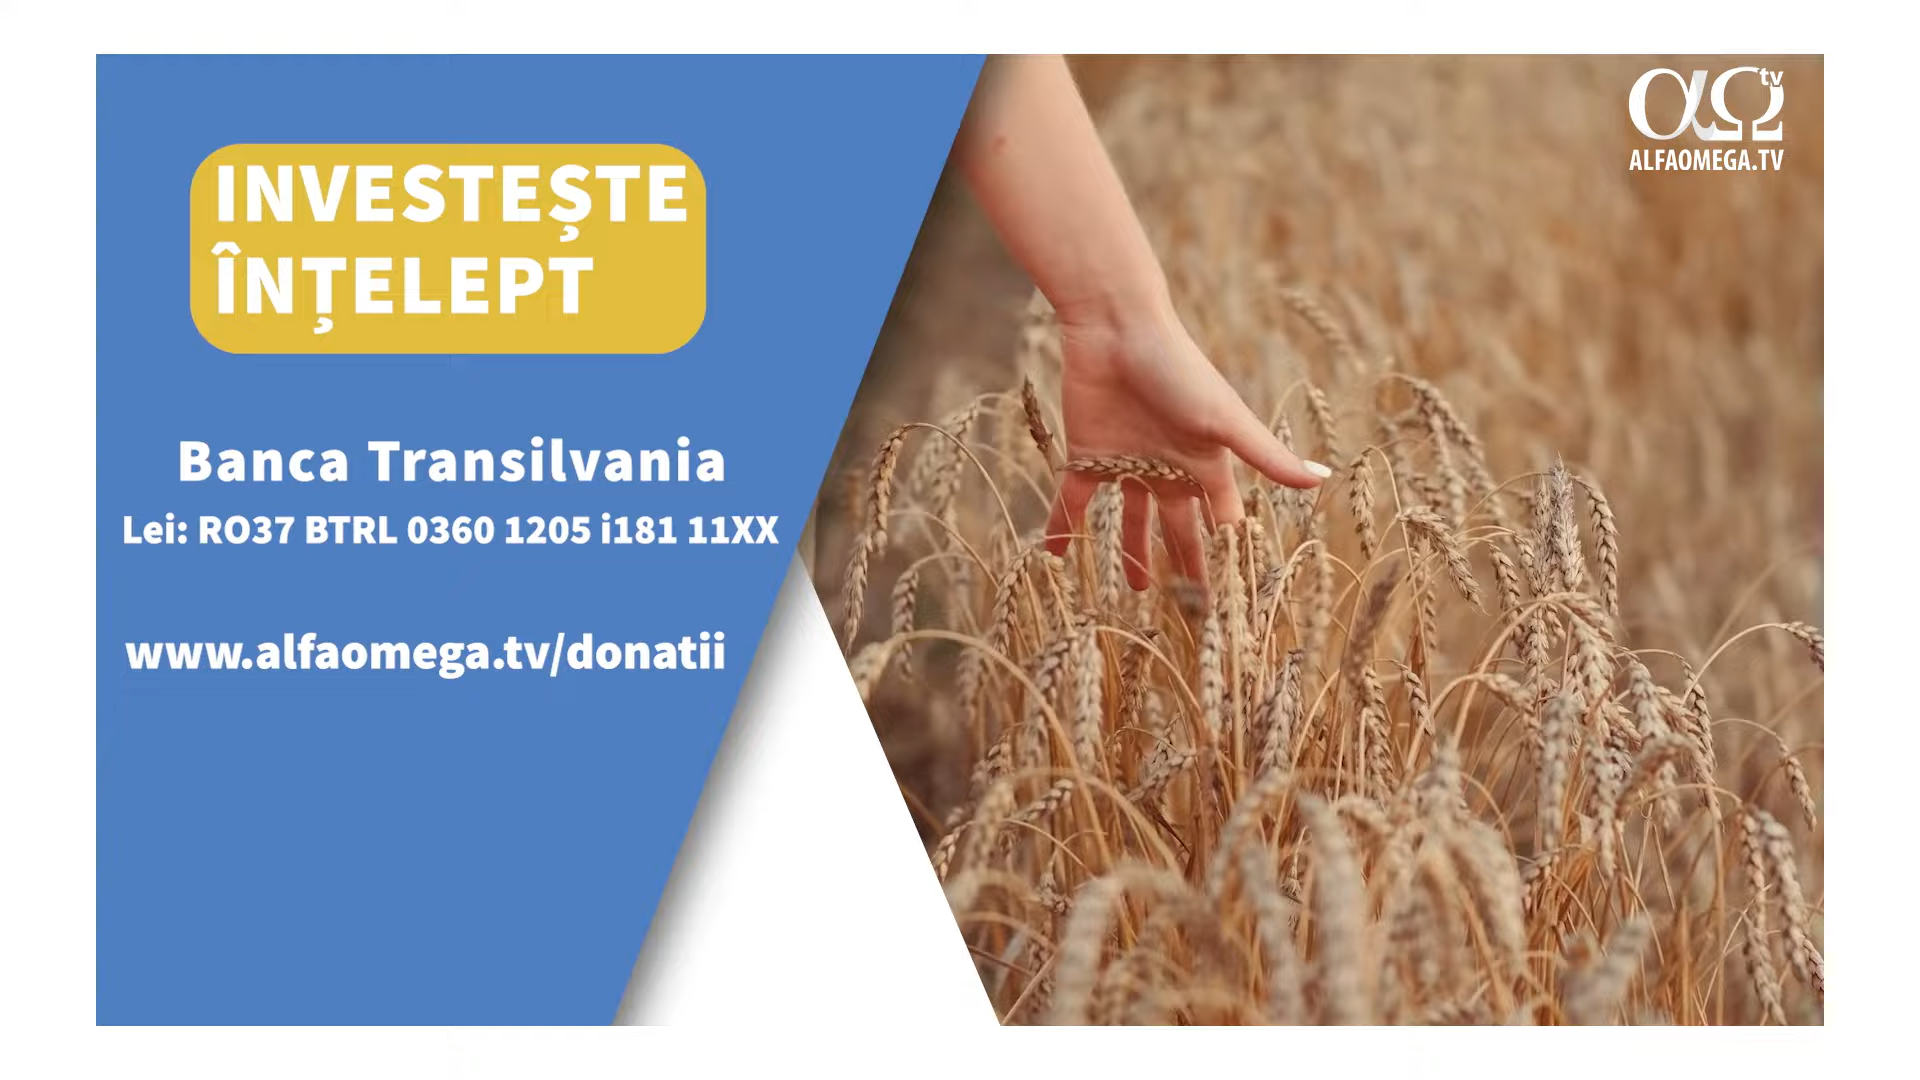 INVESTEȘTE
ÎNȚELEPT
Banca Transilvania
Lei: RO37 BTRL 0360 1205 i181 11XX
www.alfaomega.tv/donatii
αΩ tv
ALFAOMEGA.TV